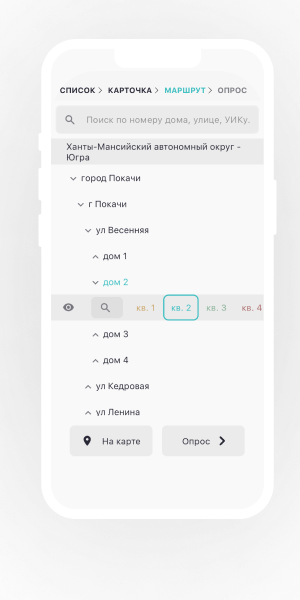 СПИСОК > КАРТОЧКА > МАРШРУТ > ОПРОС
Поиск по номеру дома, улице, УИКу.
Ханты-Мансийский автономный округ -
Югра
город Покачи
г Покачи
ул Весенняя
дом 1
дом 2
кв. 1 кв. 2 кв. 3 кв. 4
дом 3
дом 4
ул Кедровая
ул Ленина
На карте Опрос